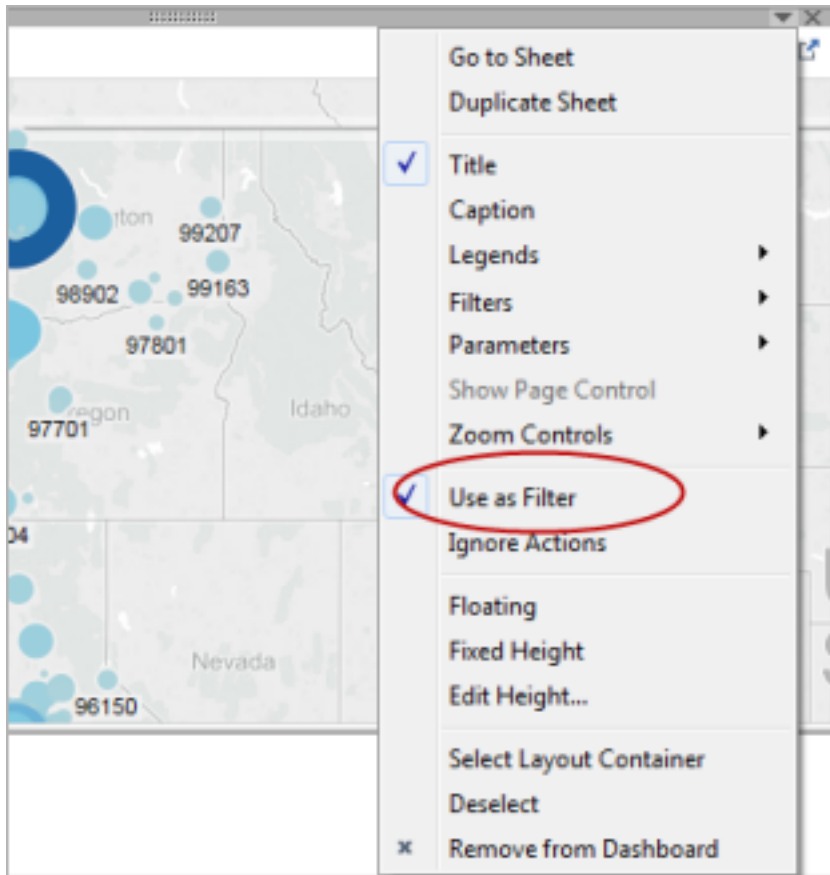 Go to Sheet
Duplicate Sheet
Title
Caption
Legends
Filters
Parameters
Show Page Control
Zoom Controls
Use as Filter
Ignore Actions
Floating
Fixed Height
Edit Height...
Select Layout Container
Deselect
Remove from Dashboard
99207
98902
99163
97801
97701
Idaho
04
Nevada
96150